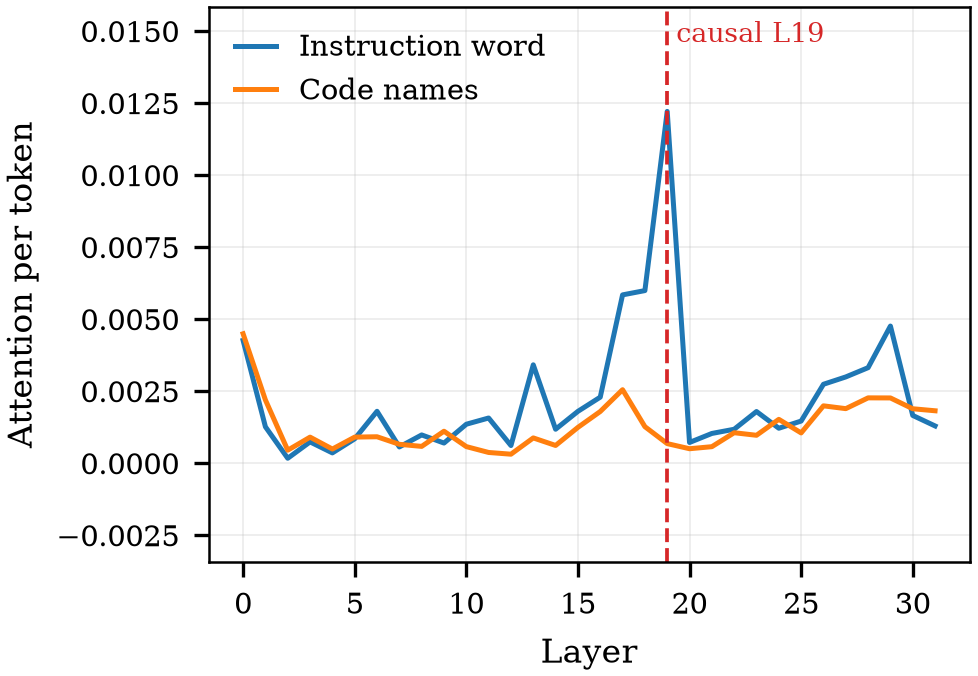 0.0150
0.0125
0.0100
0.0075
0.0050
0.0025
0.0000
−0.0025
Attention per token
Instruction word
Code names
causal L19
0 5 10 15 20 25 30
Layer